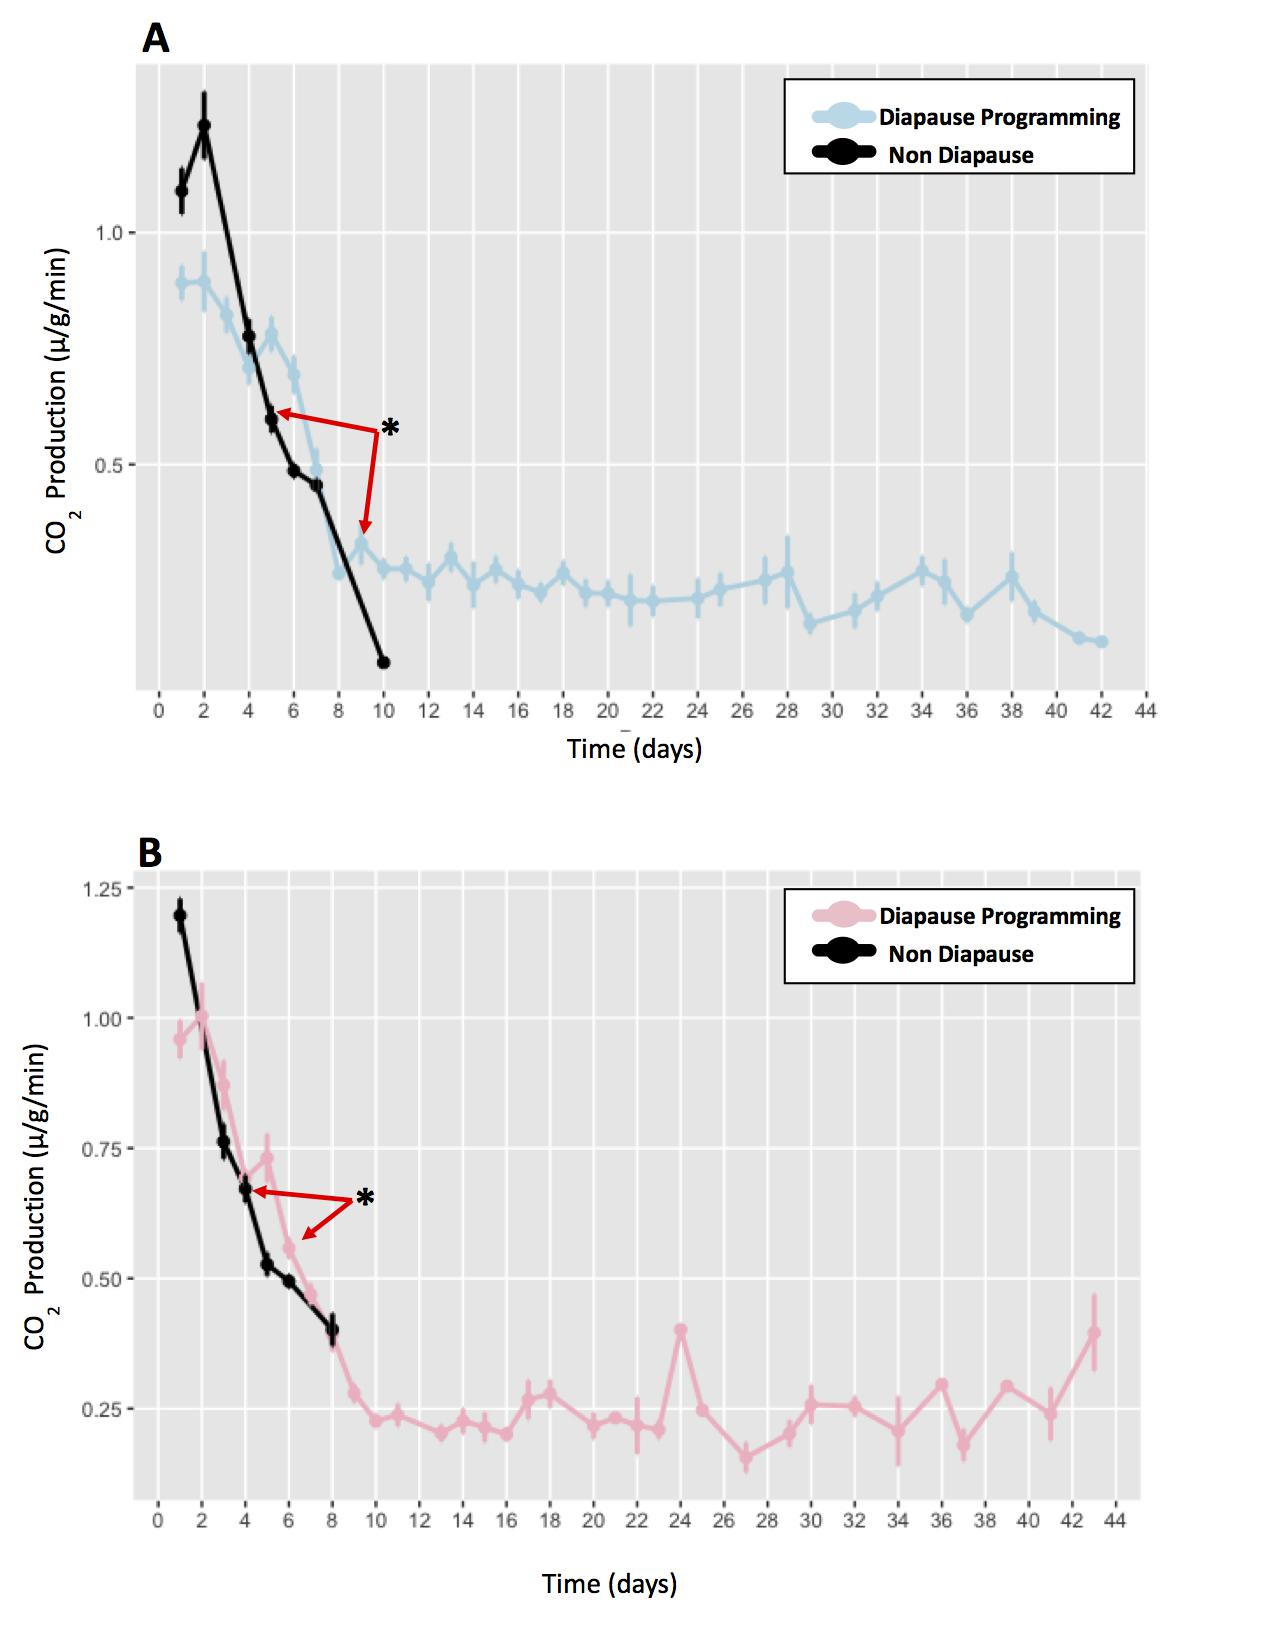 A
Diapause Programming
Non Diapause
1.0
0.5
CO2 Production (µ/g/min)
*
0 2 4 6 8 10 12 14 16 18 20 22 24 26 28 30 32 34 36 38 40 42 44
Time (days)
B
Diapause Programming
Non Diapause
1.25
1.00
0.75
0.50
0.25
CO2 Production (µ/g/min)
*
0 2 4 6 8 10 12 14 16 18 20 22 24 26 28 30 32 34 36 38 40 42 44
Time (days)